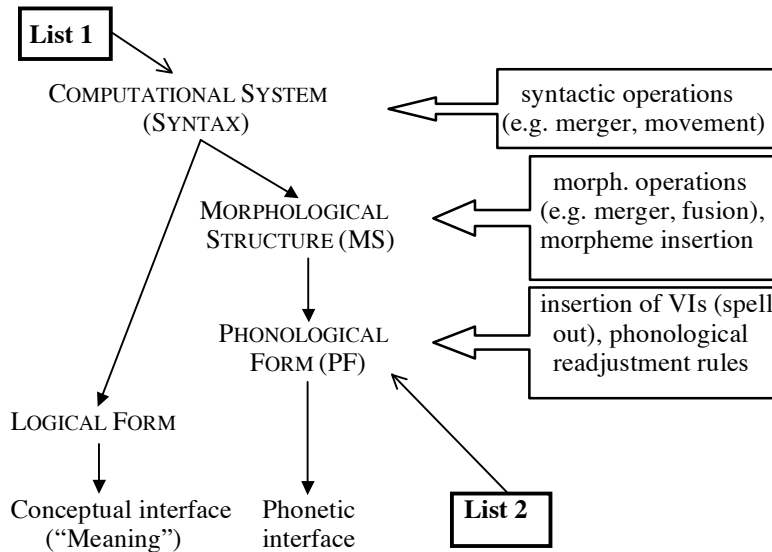 List 1
COMPUTATIONAL SYSTEM
(SYNTAX)
syntactic operations
(e.g. merger, movement)
MORPHOLOGICAL
STRUCTURE (MS)
morph. operations
(e.g. merger, fusion),
morpheme insertion
PHONOLOGICAL
FORM (PF)
insertion of VIs (spell
out), phonological
readjustment rules
LOGICAL FORM
Conceptual interface
(“Meaning”)
Phonetic
interface
List 2